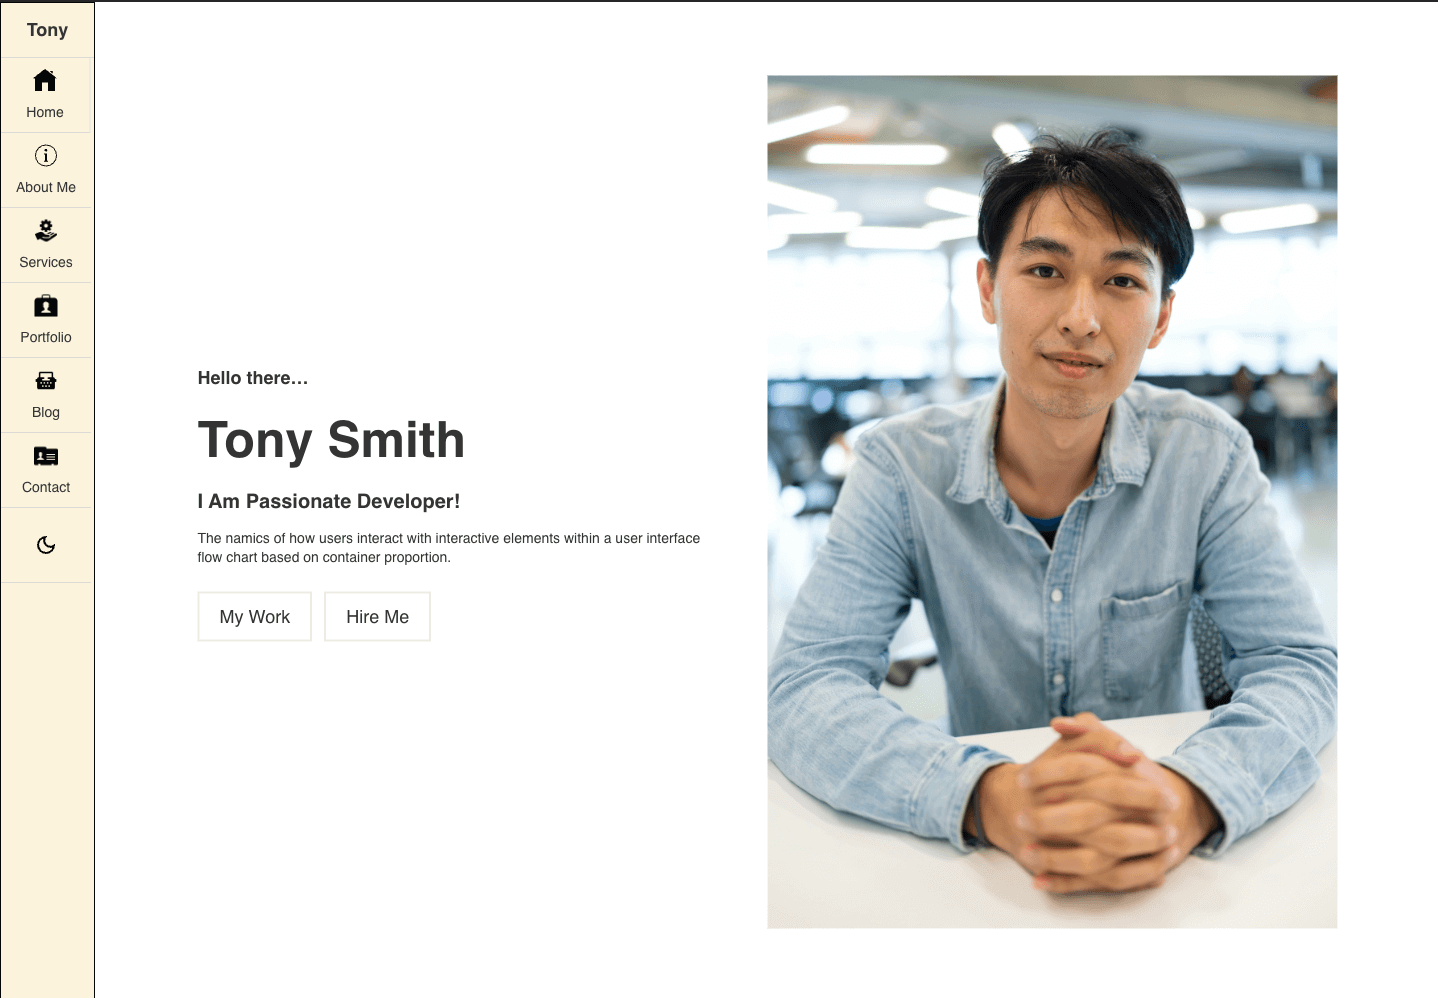 Tony
Home
About Me
Services
Portfolio
Blog
Contact
Hello there...
Tony Smith
I Am Passionate Developer!
The namics of how users interact with interactive elements within a user interface
flow chart based on container proportion.
My Work
Hire Me